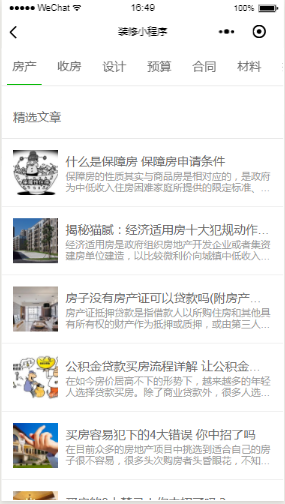 WeChat 16:49 100%
装修小程序
房产 收房 设计 预算 合同 材料
精选文章
什么是保障房 保障房申请条件
保障房的性质其实与商品房是相对应的，是政府
为中低收入住房困难家庭所提供的限定标准、...
揭秘猫腻：经济适用房十大犯规动作...
经济适用房是政府组织房地产开发企业或者集资
建房单位建造，以比较微利价向城镇中低收入...
房子没有房产证可以贷款吗(附房产...
房产证抵押贷款是指借款人以所购住房和其他具
有所有权的财产作为抵押或质押，或由第三人...
公积金贷款买房流程详解 让公积金...
在如今房价居高不下的形势下，越来越多的年轻
人选择贷款买房。除了商业贷款外，很多人选...
买房容易犯下的4大错误 你中招了吗
在目前众多的房地产项目中挑选到适合自己的房
子很不容易，很多头次购房者头昏眼花，不知...